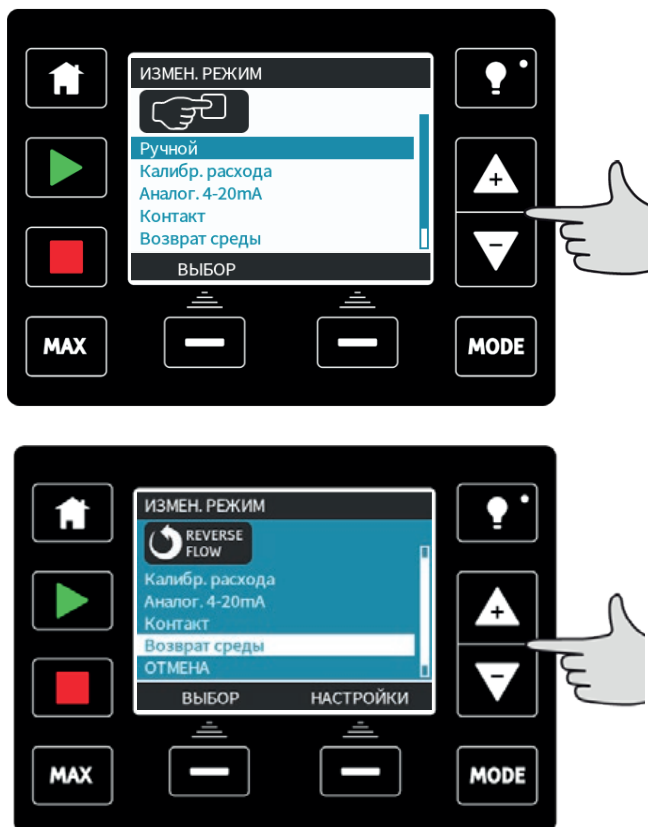 ИЗМЕН. РЕЖИМ
Ручной
Калибр. расхода
Аналог. 4-20mA
Контакт
Возврат среды
ВЫБОР
+
−
MAX
MODE
ИЗМЕН. РЕЖИМ
REVERSE
FLOW
Калибр. расхода
Аналог. 4-20mA
Контакт
Возврат среды
ОТМЕНА
ВЫБОР НАСТРОЙКИ
+
−
MAX
MODE